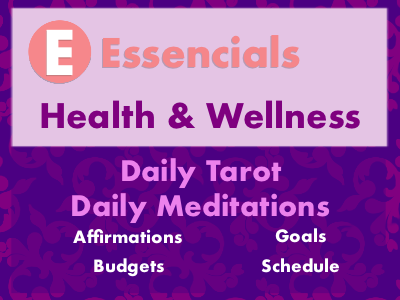 E Essencials
Health & Wellness
Daily Tarot
Daily Meditations
Affirmations Goals
Budgets Schedule